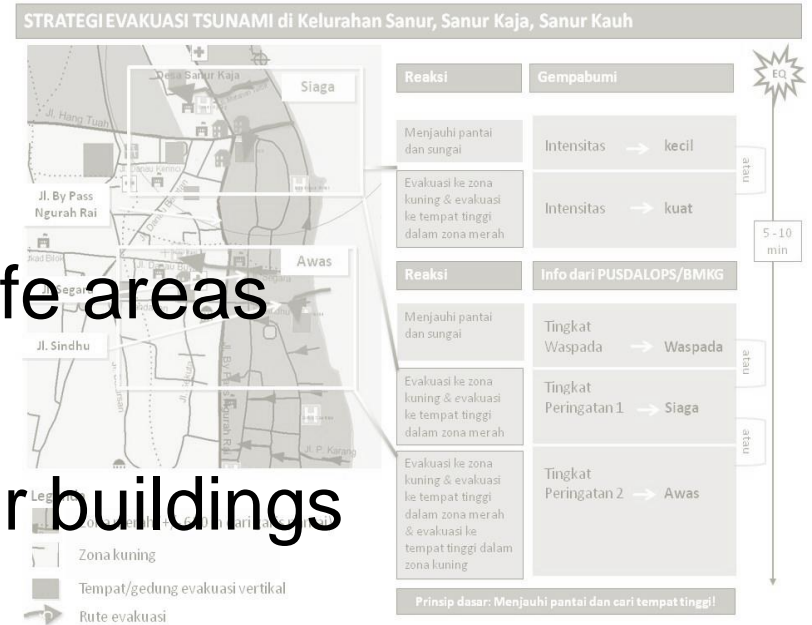 STRATEGI EVAKUASI TSUNAMI di Kelurahan Sanur, Sanur Kaja, Sanur Kauh
Desa Sanur Kaja
Siaga
Jl. Hang Tuah
Jl. By Pass
Ngurah Rai
Awas
fe areas
Jl. Segara
Jl. Sindhu
Jl. By Pass Ngurah Rai
Jl. P. Karang
r buildings
Zona kuning
Tempat/gedung evakuasi vertikal
Rute evakuasi
Reaksi
Gempabumi
EQ
Menjauhi pantai
dan sungai
Intensitas → kecil
atau
Evakuasi ke zona
kuning & evakuasi
ke tempat tinggi
dalam zona merah
Intensitas → kuat
5 - 10
min
Reaksi
Info dari PUSDALOPS/BMKG
Menjauhi pantai
dan sungai
Tingkat
Waspada → Waspada
atau
Evakuasi ke zona
kuning & evakuasi
ke tempat tinggi
dalam zona merah
Tingkat
Peringatan 1 → Siaga
atau
Evakuasi ke zona
kuning & evakuasi
ke tempat tinggi
dalam zona merah
& evakuasi ke
tempat tinggi dalam
zona kuning
Tingkat
Peringatan 2 → Awas
Prinsip dasar: Menjauhi pantai dan cari tempat tinggi!